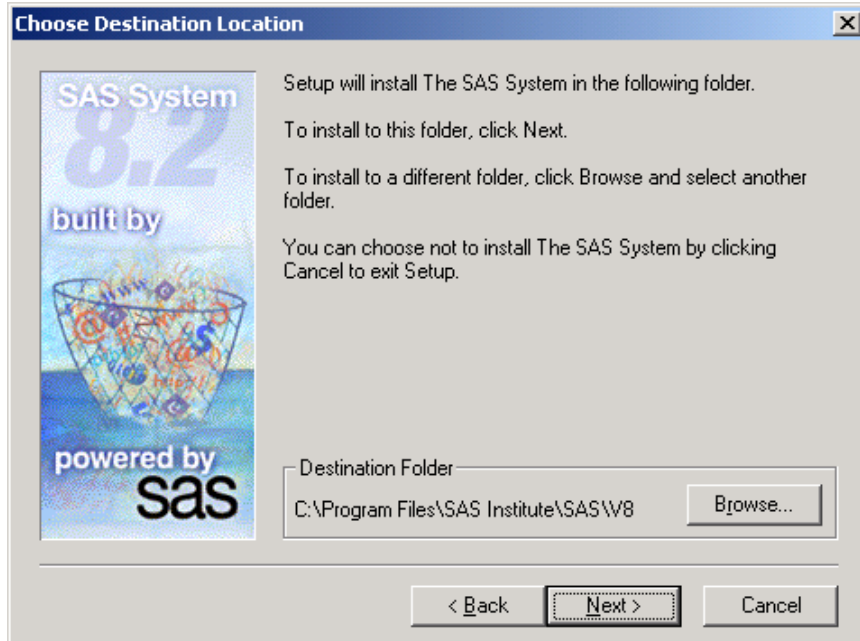 Choose Destination Location
SAS System
8.2
built by
powered by
sas
Setup will install The SAS System in the following folder.
To install to this folder, click Next.
To install to a different folder, click Browse and select another
folder.
You can choose not to install The SAS System by clicking
Cancel to exit Setup.
Destination Folder
C:\Program Files\SAS Institute\SAS\V8
Browse...
< Back
Next >
Cancel